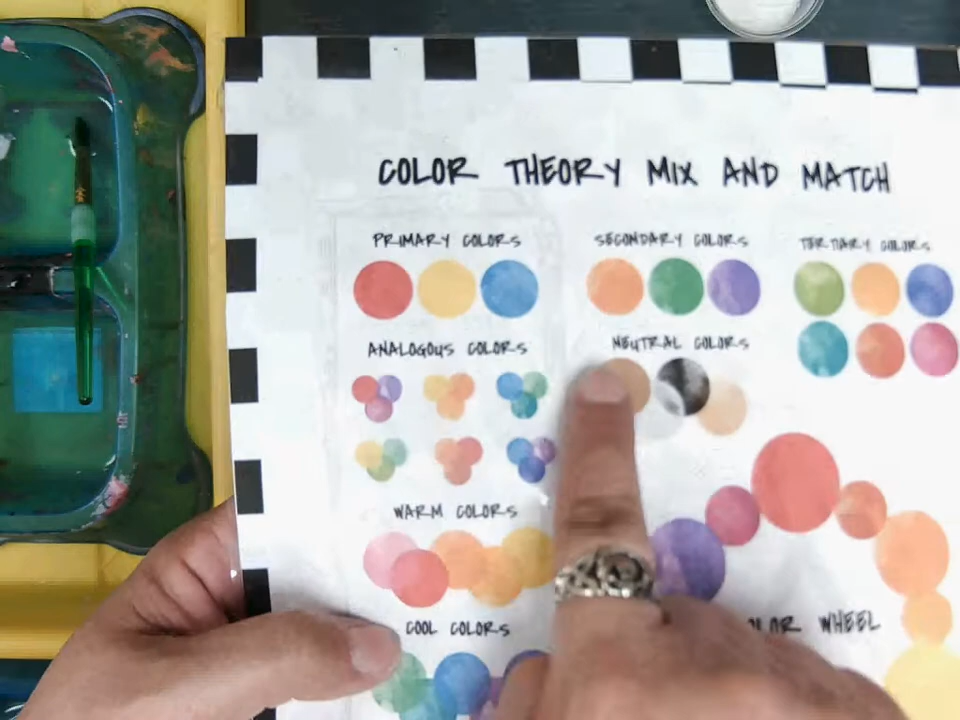 COLOR THEORY MIX AND MATCH
PRIMARY COLORS
SECONDARY COLORS
TERTIARY COLORS
ANALOGOUS COLORS
NEUTRAL COLORS
WARM COLORS
COOL COLORS
WHEEL